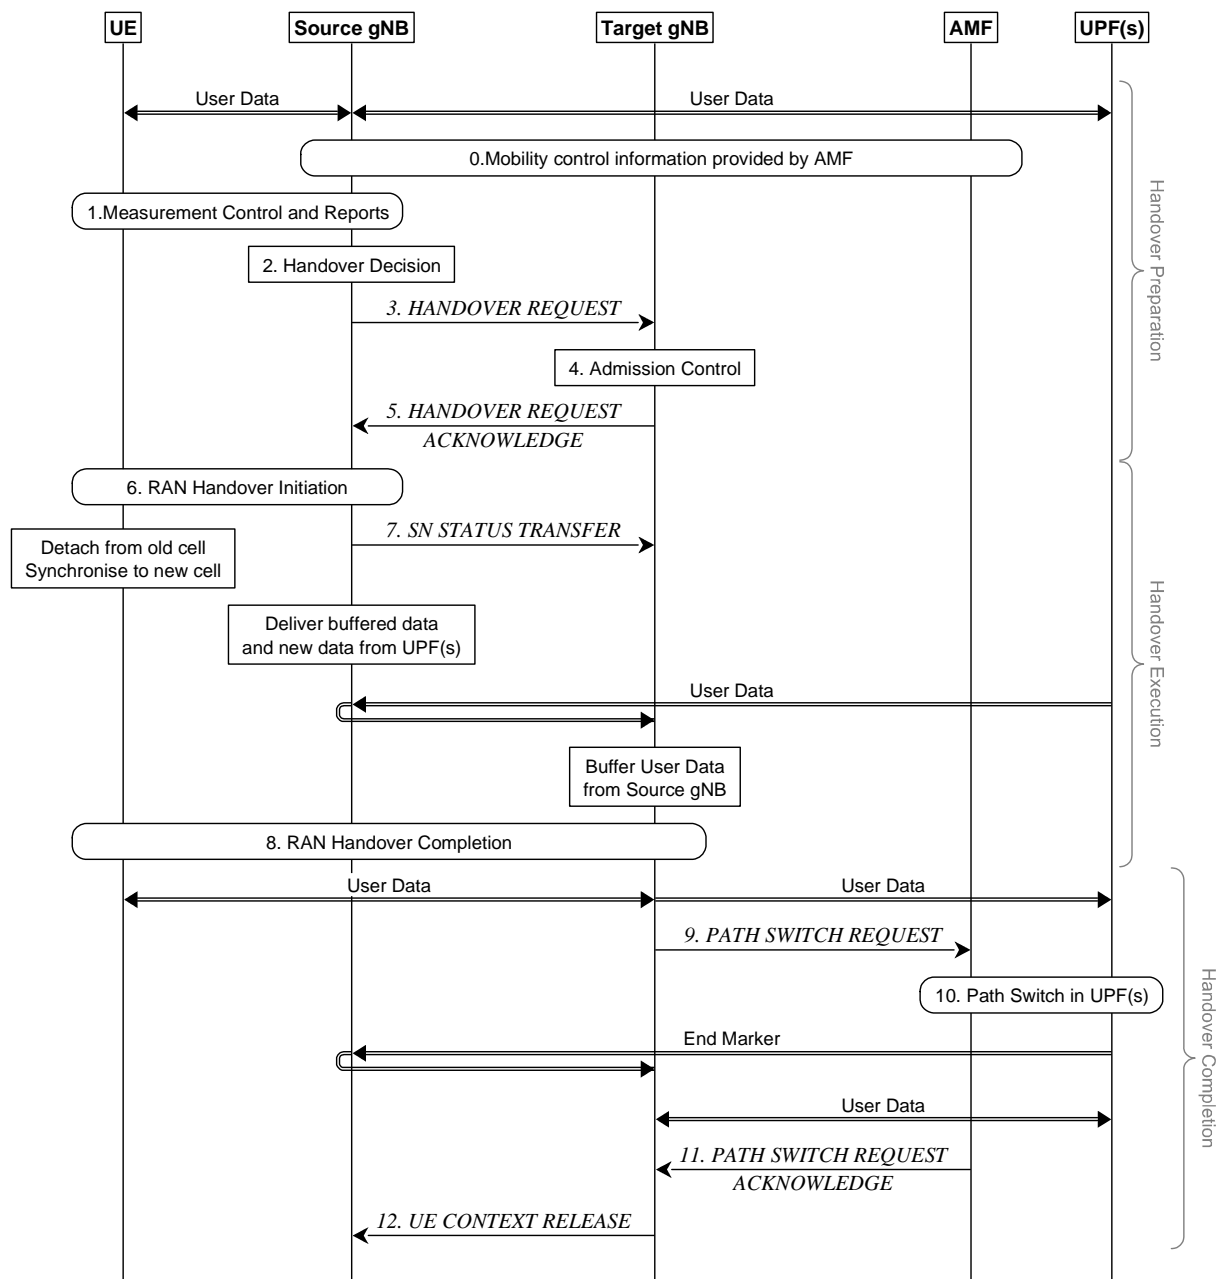 UE
Source gNB
Target gNB
AMF
UPF(s)
User Data
User Data
0.Mobility control information provided by AMF
1.Measurement Control and Reports
2. Handover Decision
3. HANDOVER REQUEST
4. Admission Control
5. HANDOVER REQUEST
ACKNOWLEDGE
Handover Preparation
6. RAN Handover Initiation
7. SN STATUS TRANSFER
Detach from old cell
Synchronise to new cell
Deliver buffered data
and new data from UPF(s)
User Data
Buffer User Data
from Source gNB
8. RAN Handover Completion
Handover Execution
User Data
User Data
9. PATH SWITCH REQUEST
10. Path Switch in UPF(s)
End Marker
User Data
11. PATH SWITCH REQUEST
ACKNOWLEDGE
12. UE CONTEXT RELEASE
Handover Completion